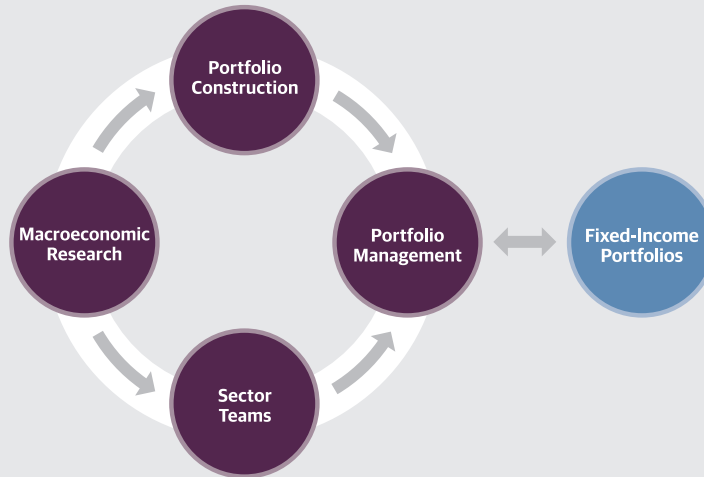 Portfolio
Construction
Macroeconomic
Research
Portfolio
Management
Fixed-Income
Portfolios
Sector
Teams